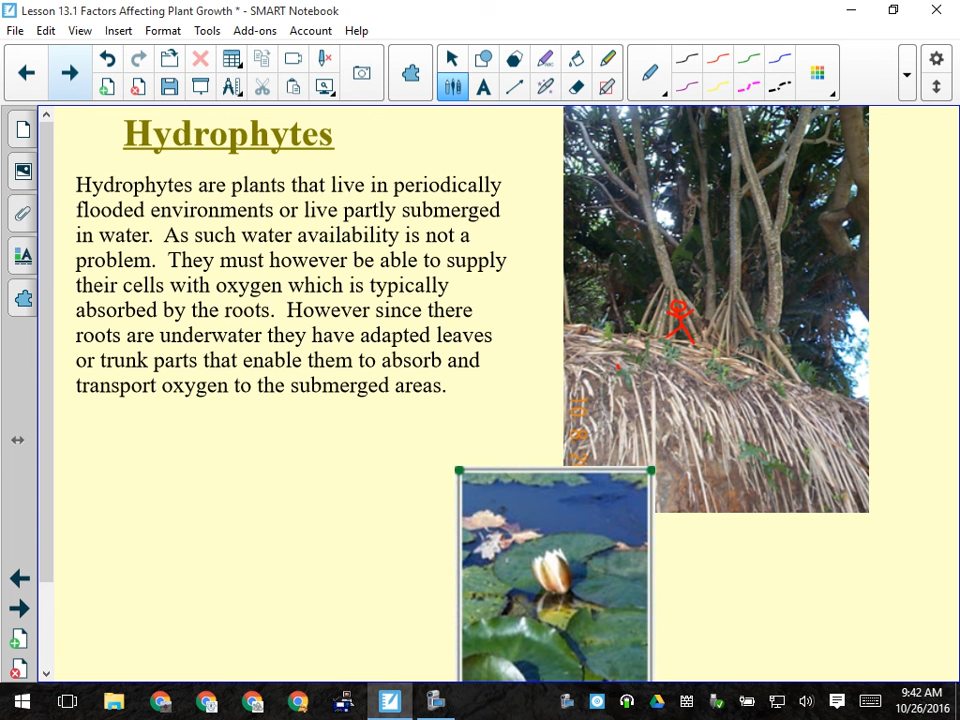 Lesson 13.1 Factors Affecting Plant Growth * - SMART Notebook
File Edit View Insert Format Tools Add-ons Account Help
Hydrophytes
Hydrophytes are plants that live in periodically
flooded environments or live partly submerged
in water. As such water availability is not a
problem. They must however be able to supply
their cells with oxygen which is typically
absorbed by the roots. However since there
roots are underwater they have adapted leaves
or trunk parts that enable them to absorb and
transport oxygen to the submerged areas.
9:42 AM
10/26/2016